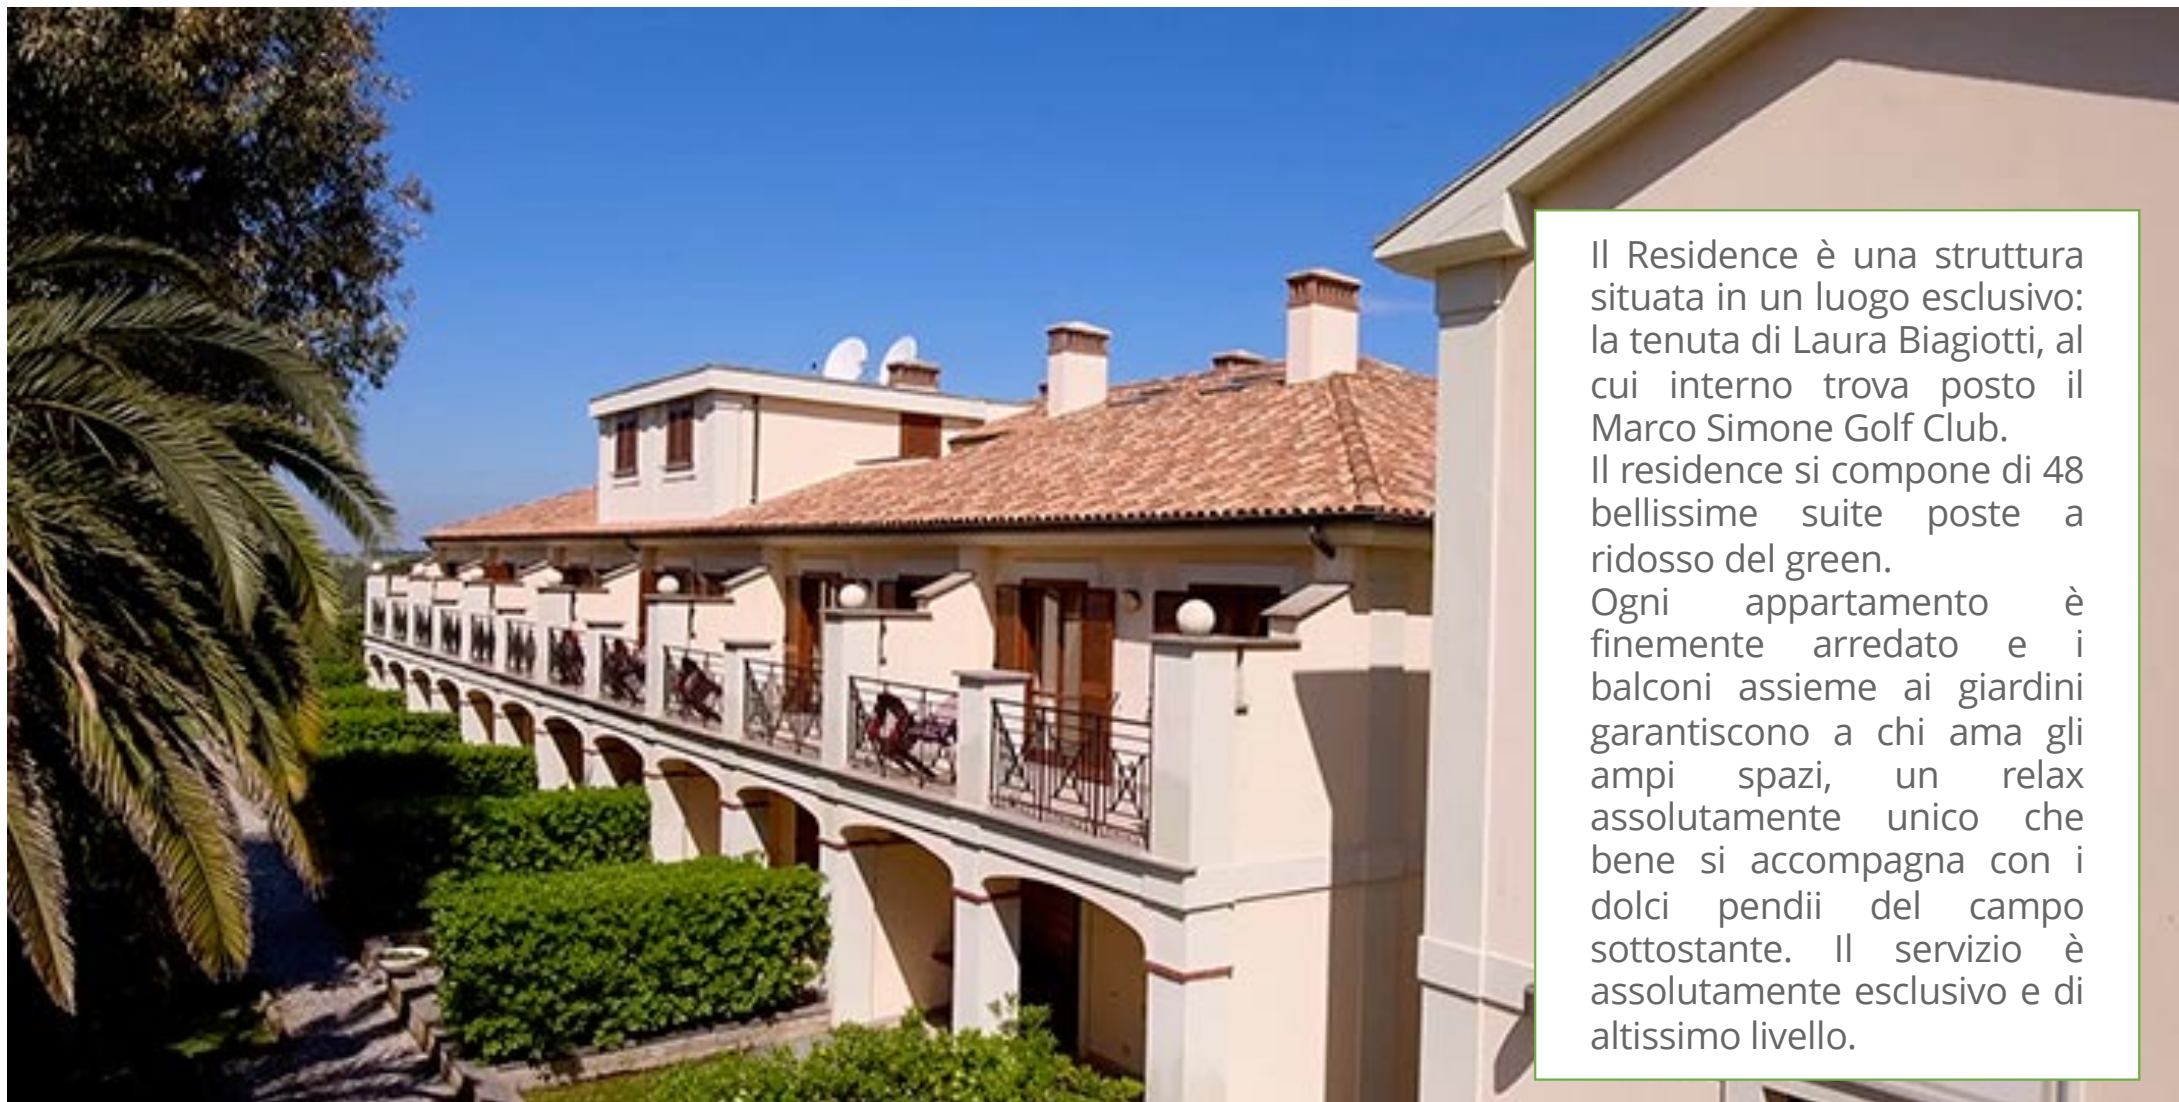 Il Residence è una struttura
situata in un luogo esclusivo:
la tenuta di Laura Biagiotti, al
cui interno trova posto il
Marco Simone Golf Club.
Il residence si compone di 48
bellissime suite poste a
ridosso del green.
Ogni appartamento è
finemente arredato e i
balconi assieme ai giardini
garantiscono a chi ama gli
ampi spazi, un relax
assolutamente unico che
bene si accompagna con i
dolci pendii del campo
sottostante. Il servizio è
assolutamente esclusivo e di
altissimo livello.